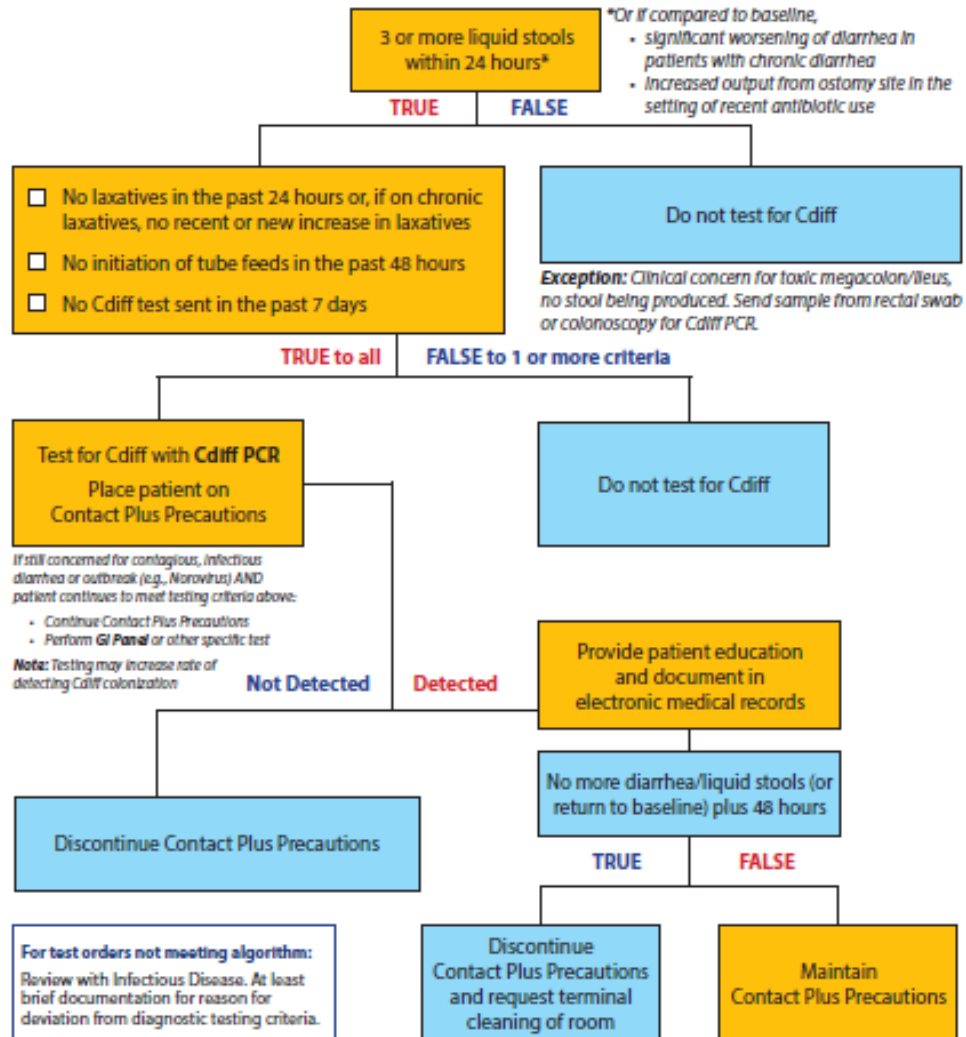 3 or more liquid stools
within 24 hours*
*Or if compared to baseline,
• significant worsening of diarrhea in
patients with chronic diarrhea
• increased output from ostomy site in the
setting of recent antibiotic use
TRUE
FALSE
No laxatives in the past 24 hours or, if on chronic
laxatives, no recent or new increase in laxatives
No initiation of tube feeds in the past 48 hours
No Cdiff test sent in the past 7 days
Do not test for Cdiff
Exception: Clinical concern for toxic megacolon/ileus,
no stool being produced. Send sample from rectal swab
or colonoscopy for Cdiff PCR.
TRUE to all
FALSE to 1 or more criteria
Test for Cdiff with Cdiff PCR
Place patient on
Contact Plus Precautions
Do not test for Cdiff
If still concerned for contagious, infectious
diarrhea or outbreak (e.g., Norovirus) AND
patient continues to meet testing criteria above:
• Continue Contact Plus Precautions
• Perform GI Panel or other specific test
Note: Testing may increase rate of
detecting Cdiff colonization
Not Detected
Detected
Provide patient education
and document in
electronic medical records
No more diarrhea/liquid stools (or
return to baseline) plus 48 hours
Discontinue Contact Plus Precautions
TRUE
FALSE
For test orders not meeting algorithm:
Review with Infectious Disease. At least
brief documentation for reason for
deviation from diagnostic testing criteria.
Discontinue
Contact Plus Precautions
and request terminal
cleaning of room
Maintain
Contact Plus Precautions